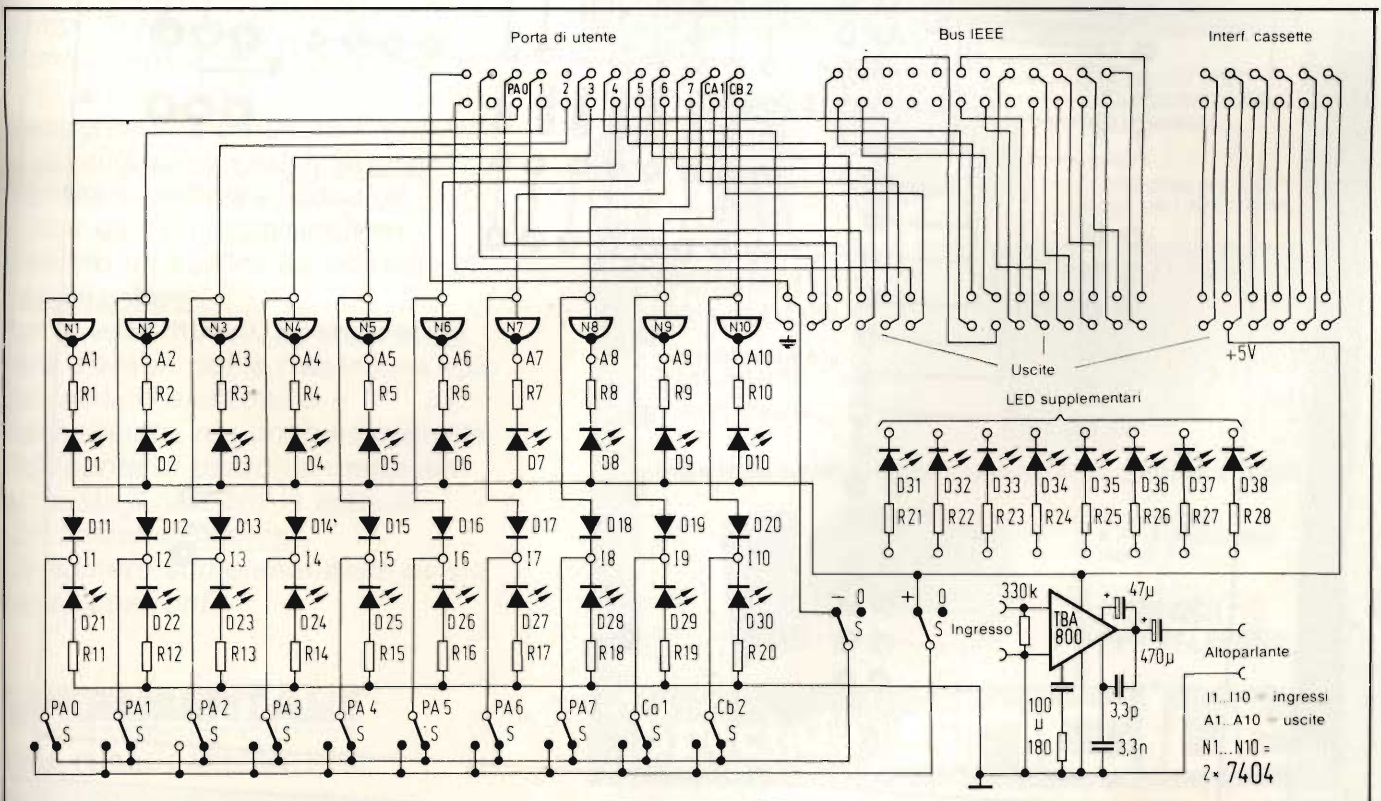 Porta di utente Bus IEEE Interf. cassette
PA0 1 2 3 4 5 6 7 CA1 CB2
N1 N2 N3 N4 N5 N6 N7 N8 N9 N10
+5V
A1 A2 A3 A4 A5 A6 A7 A8 A9 A10
Uscite
R1 R2 R3 R4 R5 R6 R7 R8 R9 R10
LED supplementari
D1 D2 D3 D4 D5 D6 D7 D8 D9 D10
D31 D32 D33 D34 D35 D36 D37 D38
R21 R22 R23 R24 R25 R26 R27 R28
D11 D12 D13 D14 D15 D16 D17 D18 D19 D20
I1 I2 I3 I4 I5 I6 I7 I8 I9 I10
D21 D22 D23 D24 D25 D26 D27 D28 D29 D30
- 0 + 0
S S
330k
47µ
+
Ingresso
TBA
800
+
470µ
R11 R12 R13 R14 R15 R16 R17 R18 R19 R20
Altoparlante
PA0 PA1 PA2 PA3 PA4 PA5 PA6 PA7 Ca1 Cb2
S S S S S S S S S S
100
µ
180
3,3p
3,3n
I1...I10 = ingressi
A1...A10 = uscite
N1...N10 =
2× 7404